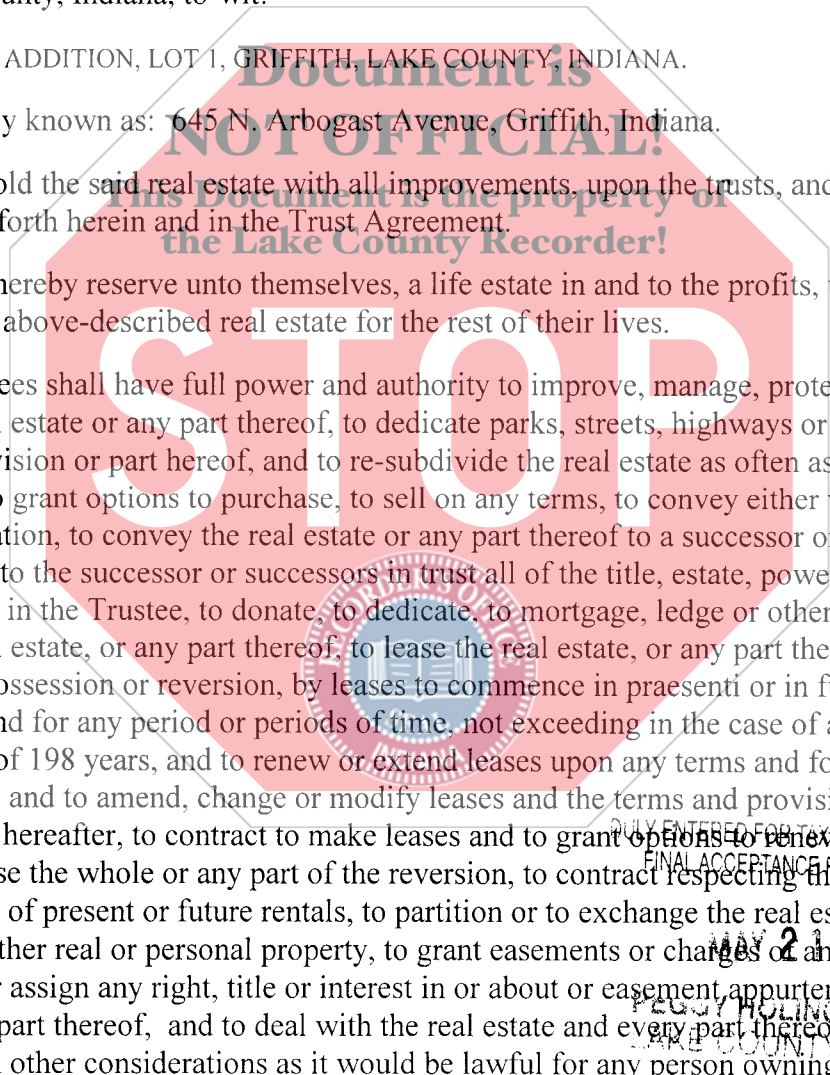 unty, Indiana, to-wit:
ADDITION, LOT 1, GRIFFITH, LAKE COUNTY, INDIANA.
Document is
y known as: 645 N. Arbogast Avenue, Griffith, Indiana.
NOT OFFICIAL!
old the said real estate with all improvements, upon the trusts, and
This Document is the property of
forth herein and in the Trust Agreement.
the Lake County Recorder!
hereby reserve unto themselves, a life estate in and to the profits,
above-described real estate for the rest of their lives.
STOP
ees shall have full power and authority to improve, manage, prote
estate or any part thereof, to dedicate parks, streets, highways or
vision or part hereof, and to re-subdivide the real estate as often as
o grant options to purchase, to sell on any terms, to convey either
ation, to convey the real estate or any part thereof to a successor o
to the successor or successors in trust all of the title, estate, powe
in the Trustee, to donate, to dedicate, to mortgage, ledge or other
estate, or any part thereof, to lease the real estate, or any part the
ossession or reversion, by leases to commence in praesenti or in f
nd for any period or periods of time, not exceeding in the case of a
of 198 years, and to renew or extend leases upon any terms and fo
RECORDER'S OFFICE
INDIANA
and to amend, change or modify leases and the terms and provisi
hereafter, to contract to make leases and to grant options to renew
DULY ENTERED FOR TAX
se the whole or any part of the reversion, to contract respecting th
FINAL ACCEPTANCE F
of present or future rentals, to partition or to exchange the real es
ther real or personal property, to grant easements or charges of an
MAY 21
r assign any right, title or interest in or about or easement appurten
PEGGY HOLING
part thereof, and to deal with the real estate and every part thereo
LAKE COUNTY
other considerations as it would be lawful for any person owning